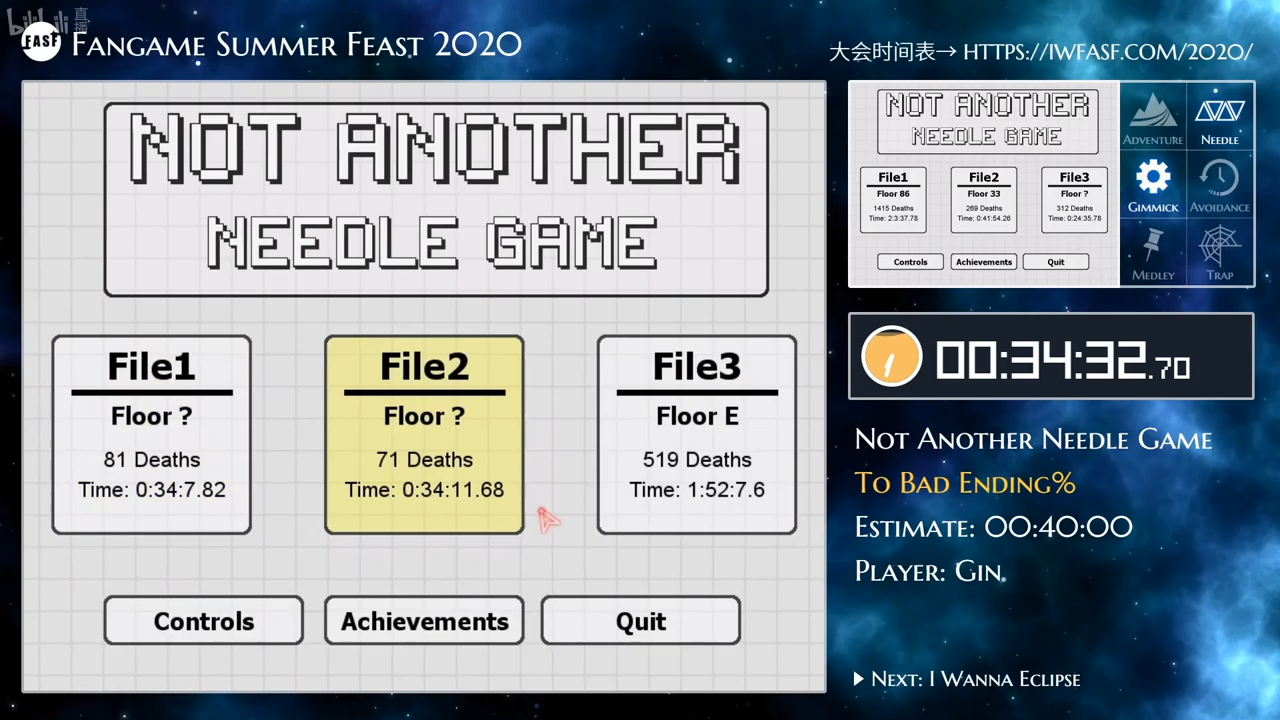 bilibili 直播
FASF
FANGAME SUMMER FEAST 2020
大会时间表→ HTTPS://IWFASF.COM/2020/
NOT ANOTHER
NEEDLE GAME
File1
Floor ?
81 Deaths
Time: 0:34:7.82
File2
Floor ?
71 Deaths
Time: 0:34:11.68
File3
Floor E
519 Deaths
Time: 1:52:7.6
Controls
Achievements
Quit
NOT ANOTHER
NEEDLE GAME
File1
Floor 86
1415 Deaths
Time: 2:3:37.78
File2
Floor 33
269 Deaths
Time: 0:41:54.26
File3
Floor ?
312 Deaths
Time: 0:24:35.78
Controls
Achievements
Quit
ADVENTURE
NEEDLE
GIMMICK
AVOIDANCE
MEDLEY
TRAP
00:34:32.70
NOT ANOTHER NEEDLE GAME
TO BAD ENDING%
ESTIMATE: 00:40:00
PLAYER: GIN.
NEXT: I WANNA ECLIPSE